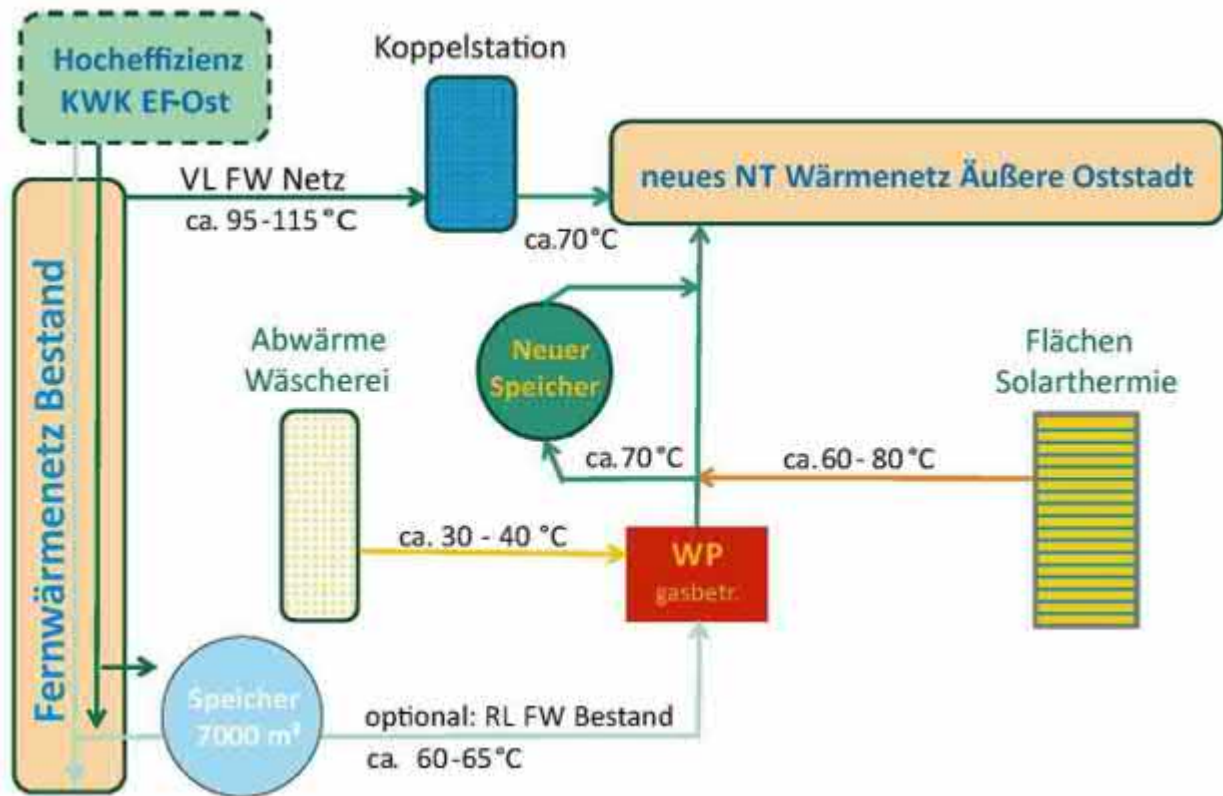 Hocheffizienz
KWK EF-Ost
Koppelstation
VL FW Netz
ca. 95-115 °C
neues NT Wärmenetz Äußere Oststadt
ca.70°C
Fernwärmenetz Bestand
Abwärme
Wäscherei
Neuer
Speicher
Flächen
Solarthermie
ca.70°C
ca.60-80°C
ca. 30 - 40 °C
WP
gasbetr.
Speicher
7000 m³
optional: RL FW Bestand
ca. 60-65°C